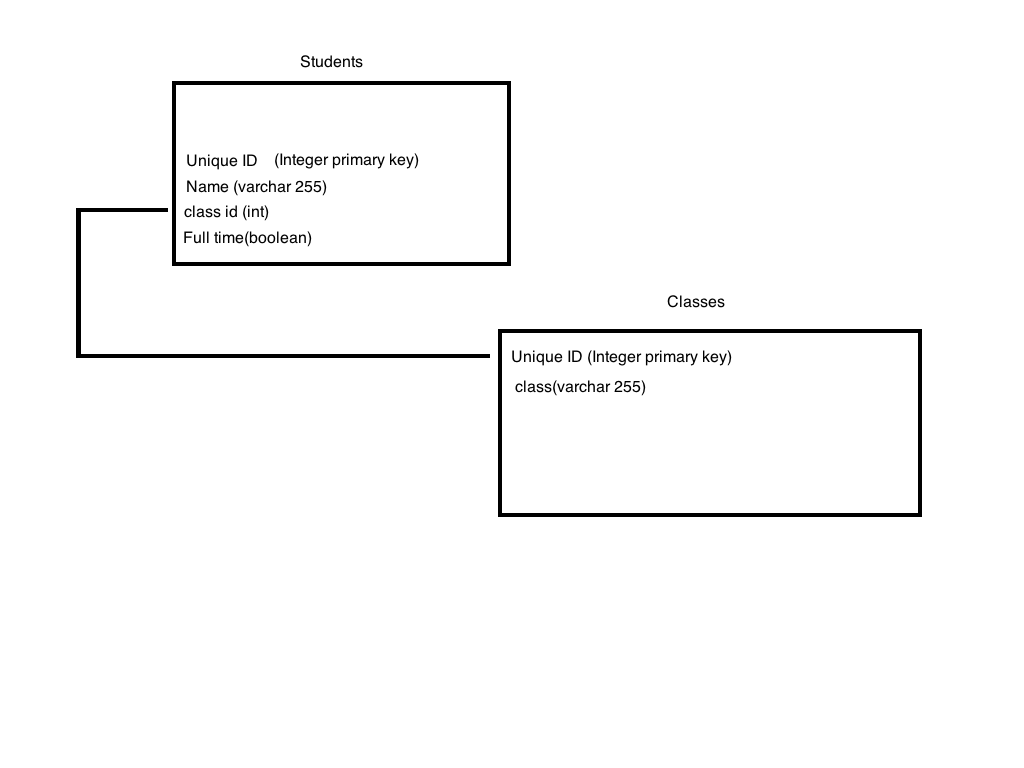 Students
Unique ID (Integer primary key)
Name (varchar 255)
class id (int)
Full time(boolean)
Classes
Unique ID (Integer primary key)
class(varchar 255)